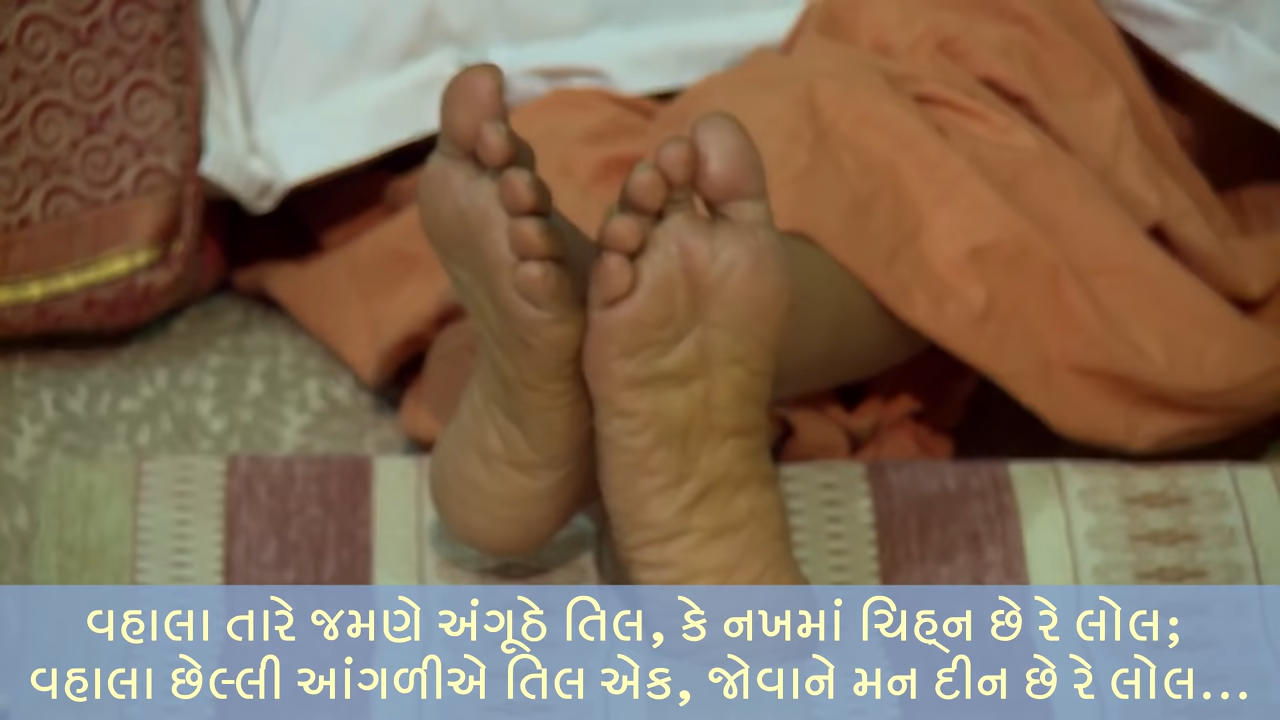 વહાલા તારે જમણે અંગૂઠે તિલ, કે નખમાં ચિહ્ન છે રે લોલ;
વહાલા છેલ્લી આંગળીએ તિલ એક, જોવાને મન દીન છે રે લોલ...